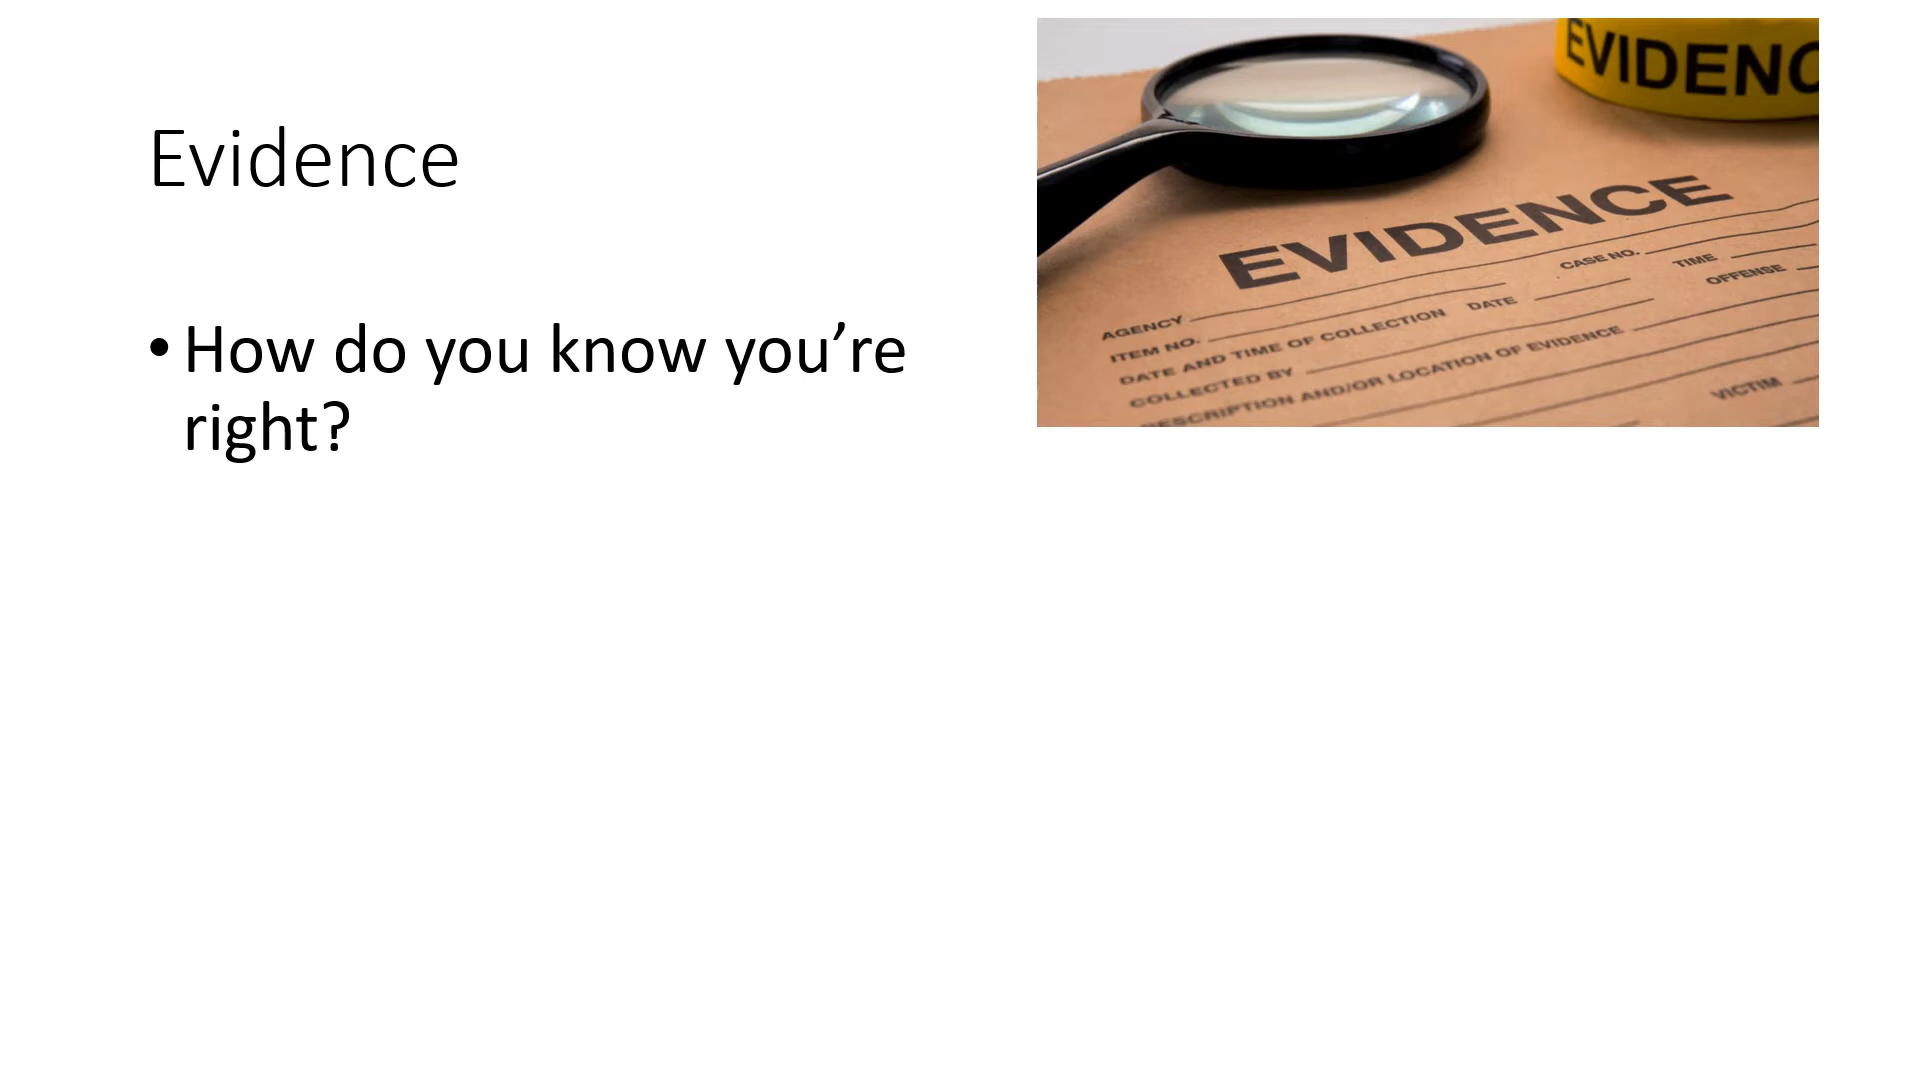 Evidence
• How do you know you’re
right?
EVIDENC
EVIDENCE
AGENCY
CASE NO.
TIME
ITEM NO.
DATE
OFFENSE
DATE AND TIME OF COLLECTION
COLLECTED BY
DESCRIPTION AND/OR LOCATION OF EVIDENCE
VICTIM